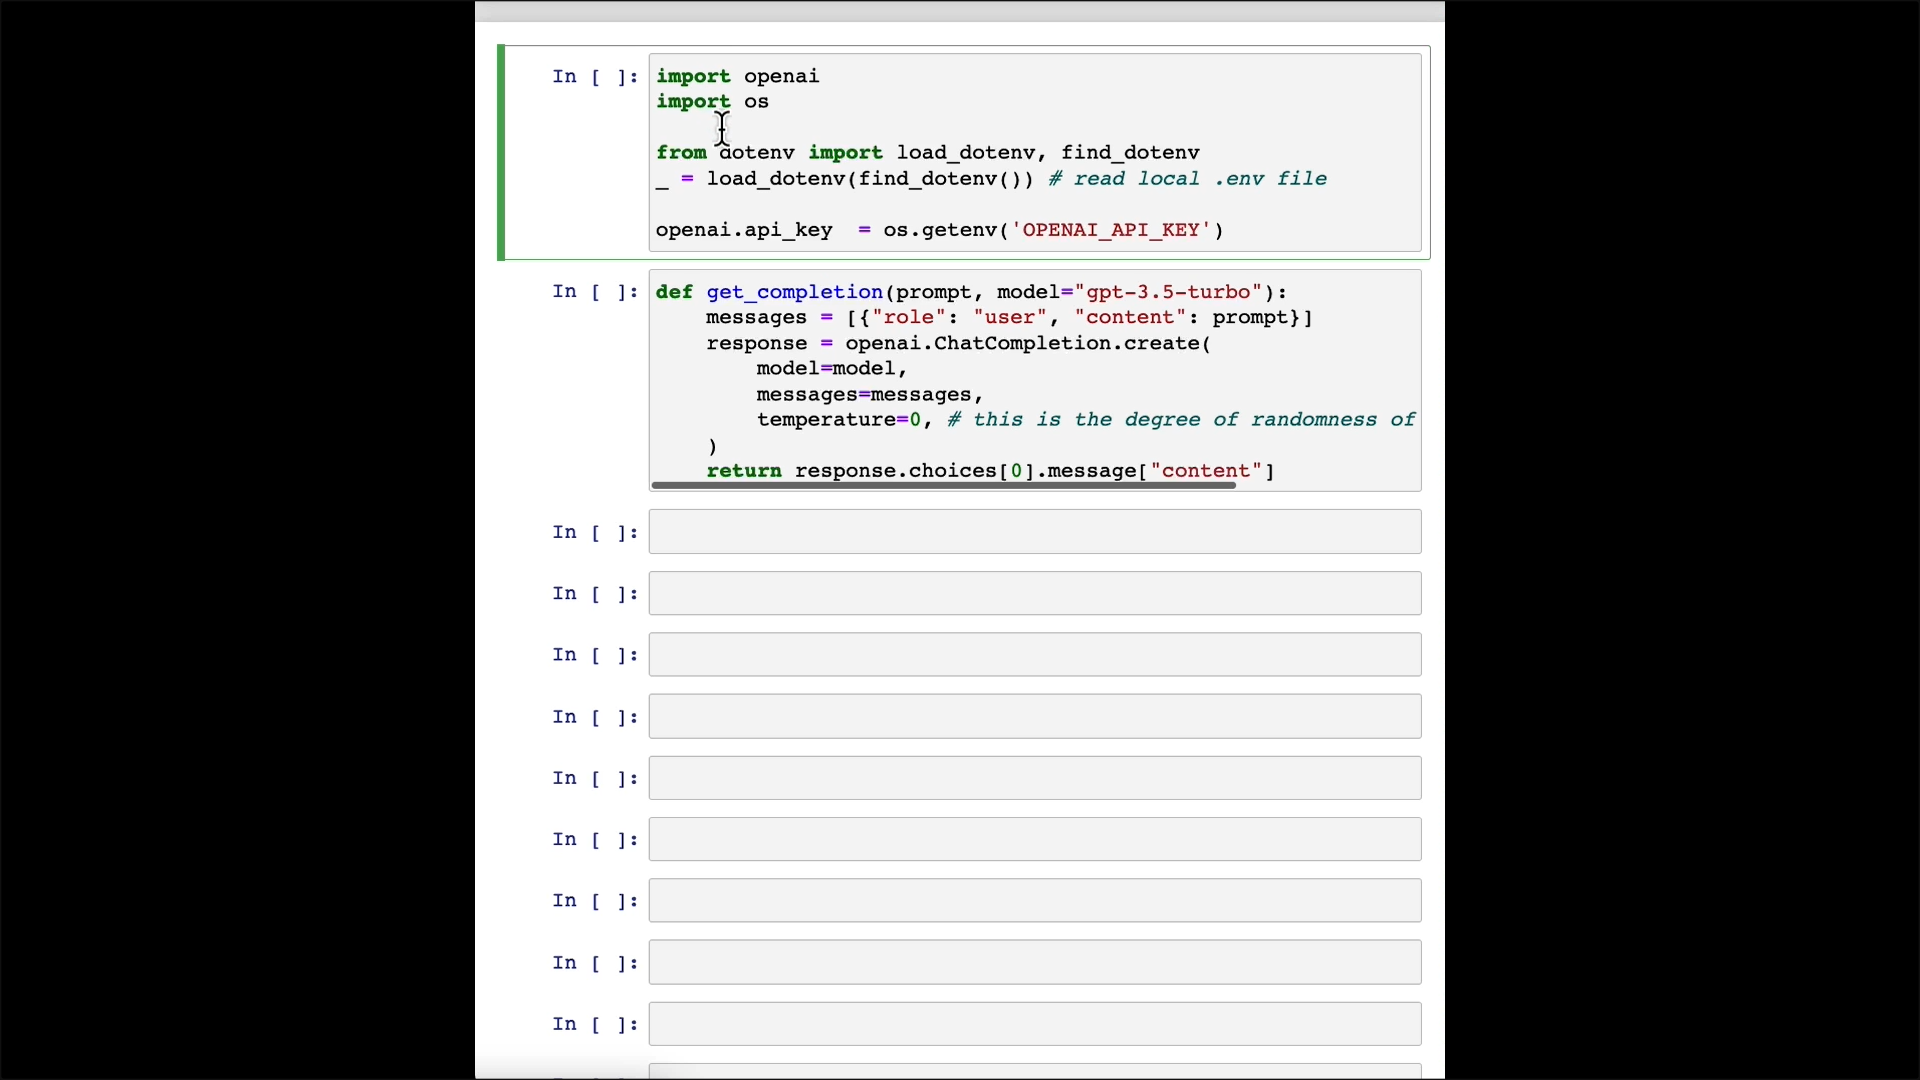 In [ ]: import openai
import os
from dotenv import load_dotenv, find_dotenv
_ = load_dotenv(find_dotenv()) # read local .env file
openai.api_key  = os.getenv('OPENAI_API_KEY')
In [ ]: def get_completion(prompt, model="gpt-3.5-turbo"):
    messages = [{"role": "user", "content": prompt}]
    response = openai.ChatCompletion.create(
        model=model,
        messages=messages,
        temperature=0, # this is the degree of randomness of
    )
    return response.choices[0].message["content"]
In [ ]:
In [ ]:
In [ ]:
In [ ]:
In [ ]:
In [ ]:
In [ ]:
In [ ]:
In [ ]: